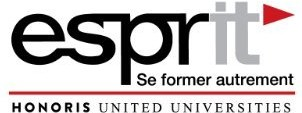 esprit
Se former autrement
HONORIS UNITED UNIVERSITIES